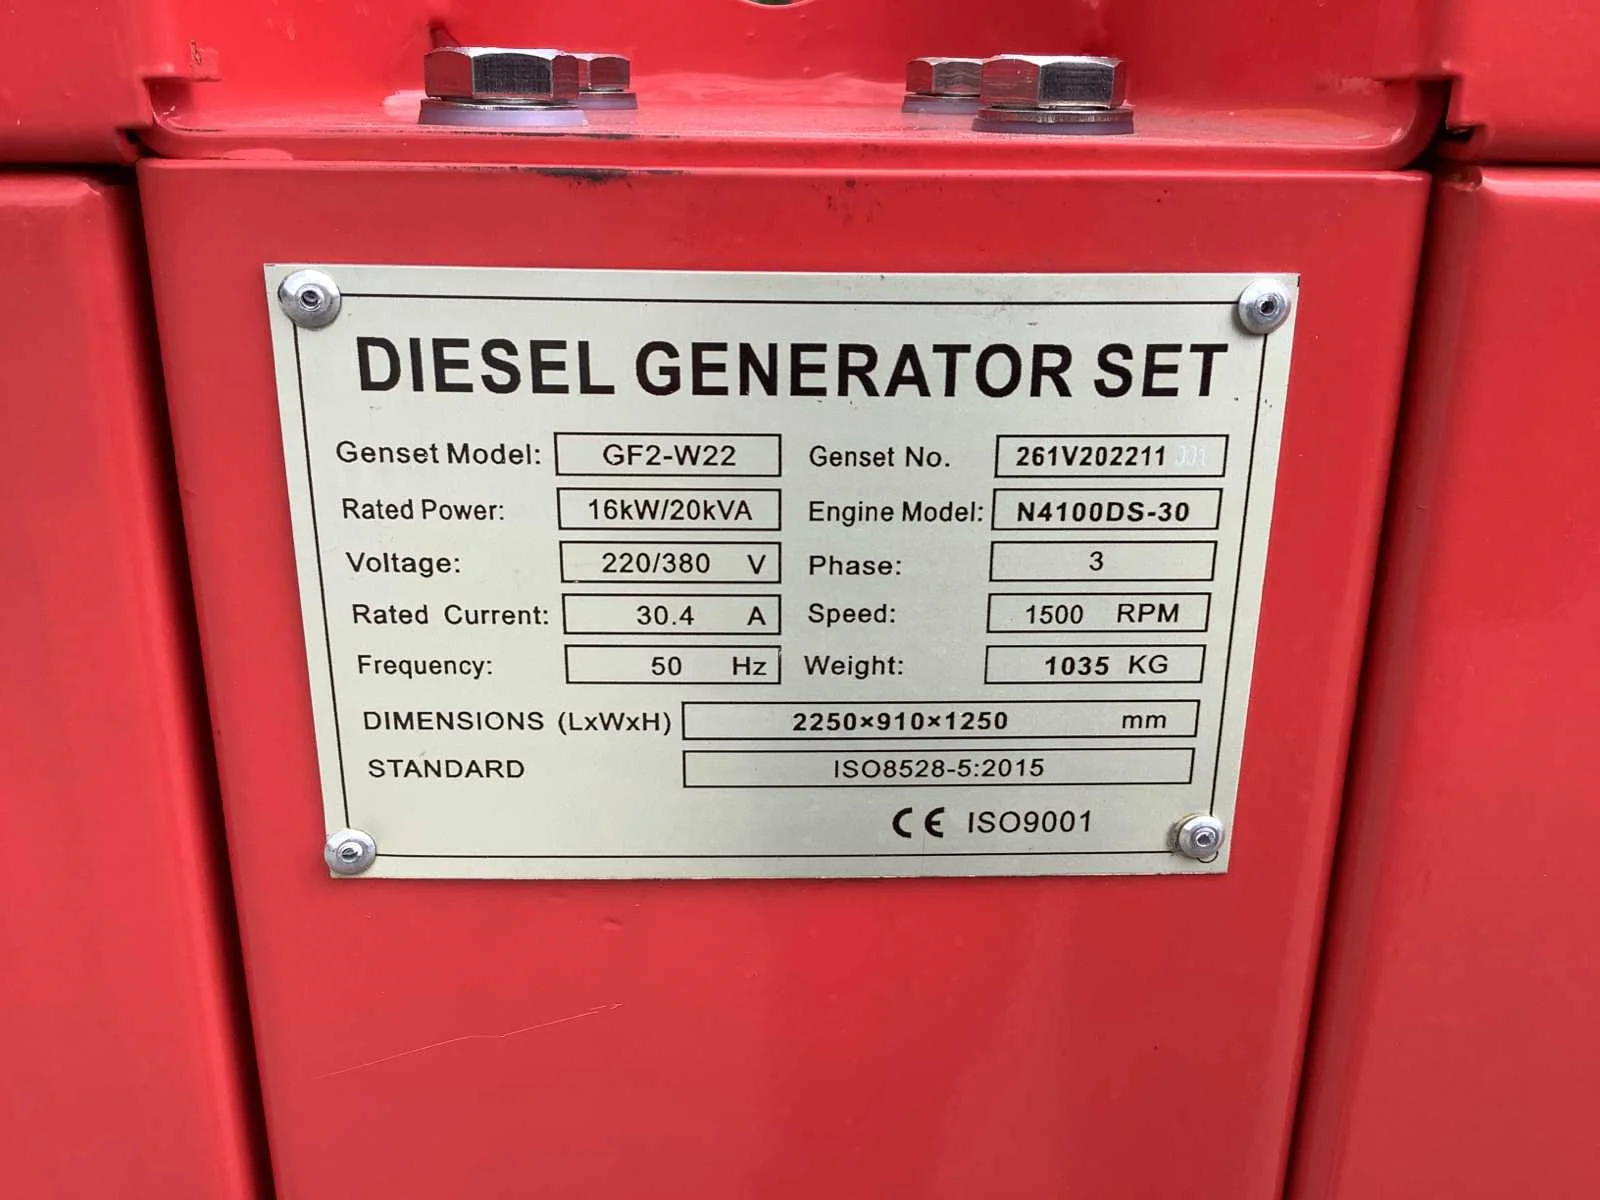 DIESEL GENERATOR SET
Genset Model: GF2-W22 Genset No. 261V202211 001
Rated Power: 16kW/20kVA Engine Model: N4100DS-30
Voltage: 220/380 V Phase: 3
Rated Current: 30.4 A Speed: 1500 RPM
Frequency: 50 Hz Weight: 1035 KG
DIMENSIONS (LxWxH) 2250×910×1250 mm
STANDARD ISO8528-5:2015
CE ISO9001